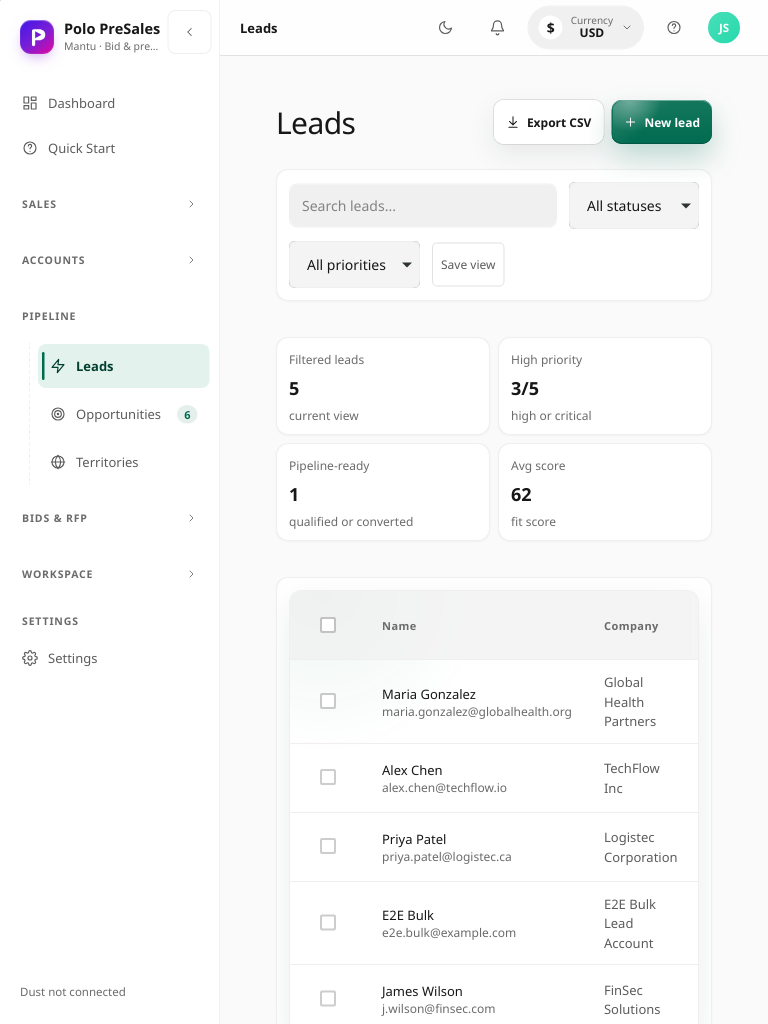 Polo PreSales
Mantu · Bid & pre...
Dashboard
Quick Start
SALES
ACCOUNTS
PIPELINE
Leads
Opportunities 6
Territories
BIDS & RFP
WORKSPACE
SETTINGS
Settings
Dust not connected
Leads
$ Currency
USD
JS
Leads
Export CSV
New lead
Search leads...
All statuses
All priorities
Save view
Filtered leads
5
current view
High priority
3/5
high or critical
Pipeline-ready
1
qualified or converted
Avg score
62
fit score
Name Company
Maria Gonzalez
maria.gonzalez@globalhealth.org
Global
Health
Partners
Alex Chen
alex.chen@techflow.io
TechFlow
Inc
Priya Patel
priya.patel@logistec.ca
Logistec
Corporation
E2E Bulk
e2e.bulk@example.com
E2E Bulk
Lead
Account
James Wilson
j.wilson@finsec.com
FinSec
Solutions